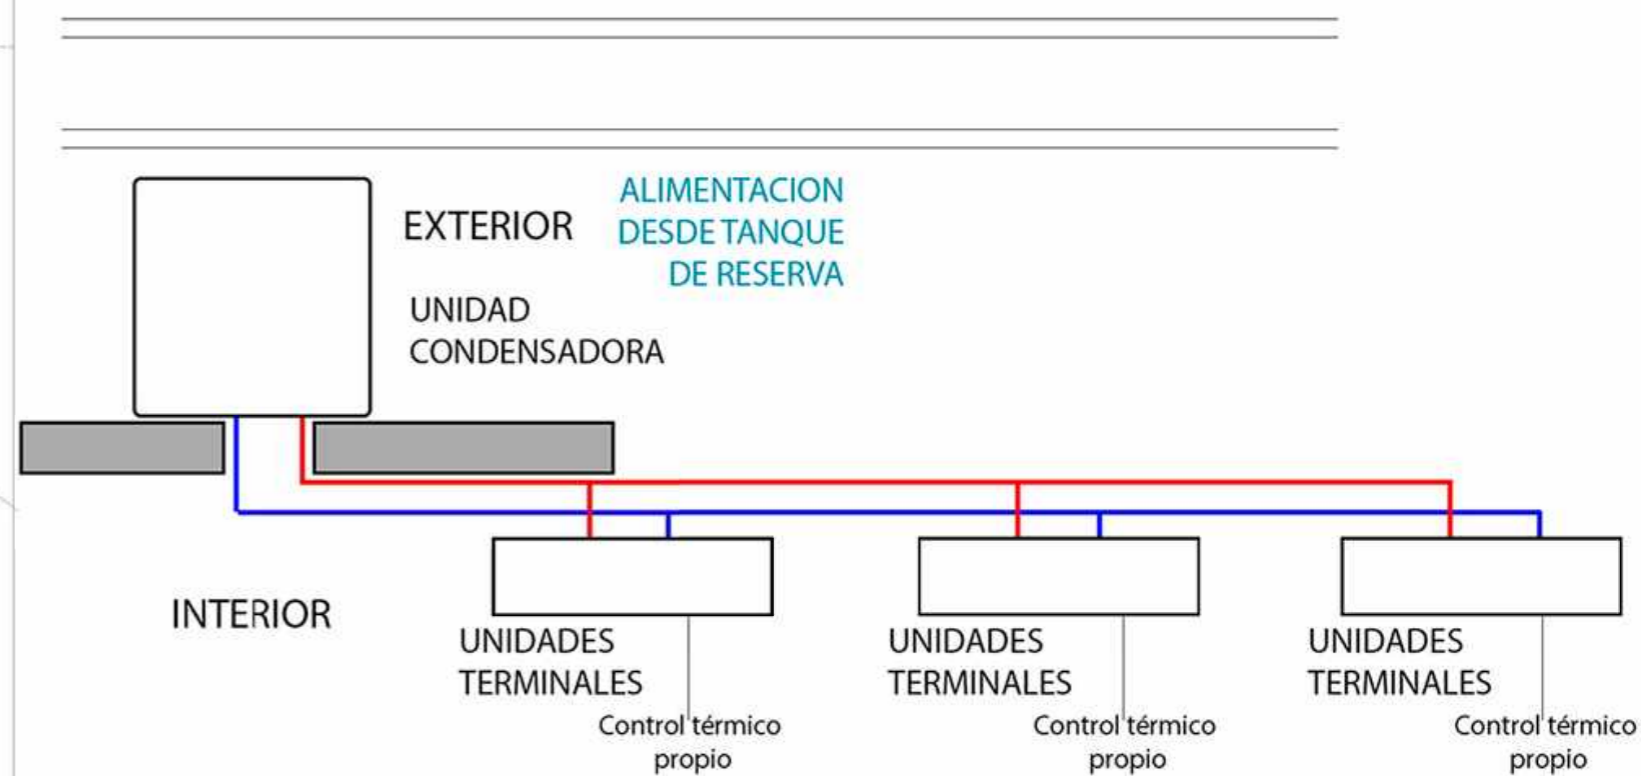 EXTERIOR
ALIMENTACION
DESDE TANQUE
DE RESERVA
UNIDAD
CONDENSADORA
INTERIOR
UNIDADES
TERMINALES
Control térmico
propio
UNIDADES
TERMINALES
Control térmico
propio
UNIDADES
TERMINALES
Control térmico
propio